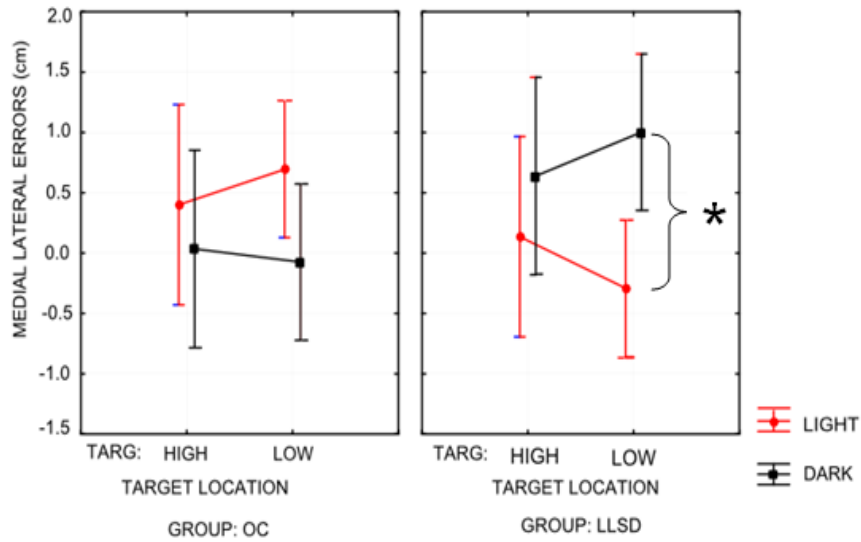 MEDIAL LATERAL ERRORS (cm)
2.0
1.5
1.0
0.5
0.0
-0.5
-1.0
-1.5
*
TARG: HIGH LOW
TARGET LOCATION
GROUP: OC
TARG: HIGH LOW
TARGET LOCATION
GROUP: LLSD
LIGHT
DARK